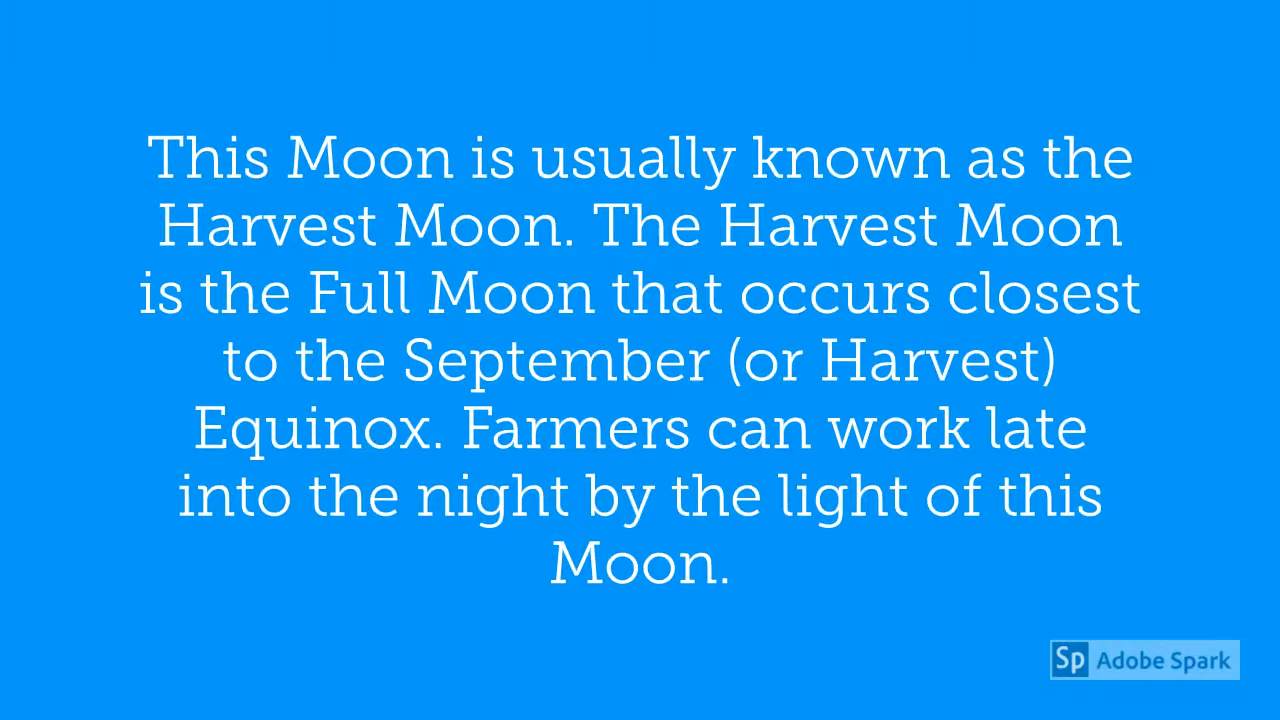 This Moon is usually known as the
Harvest Moon. The Harvest Moon
is the Full Moon that occurs closest
to the September (or Harvest)
Equinox. Farmers can work late
into the night by the light of this
Moon.
Sp Adobe Spark